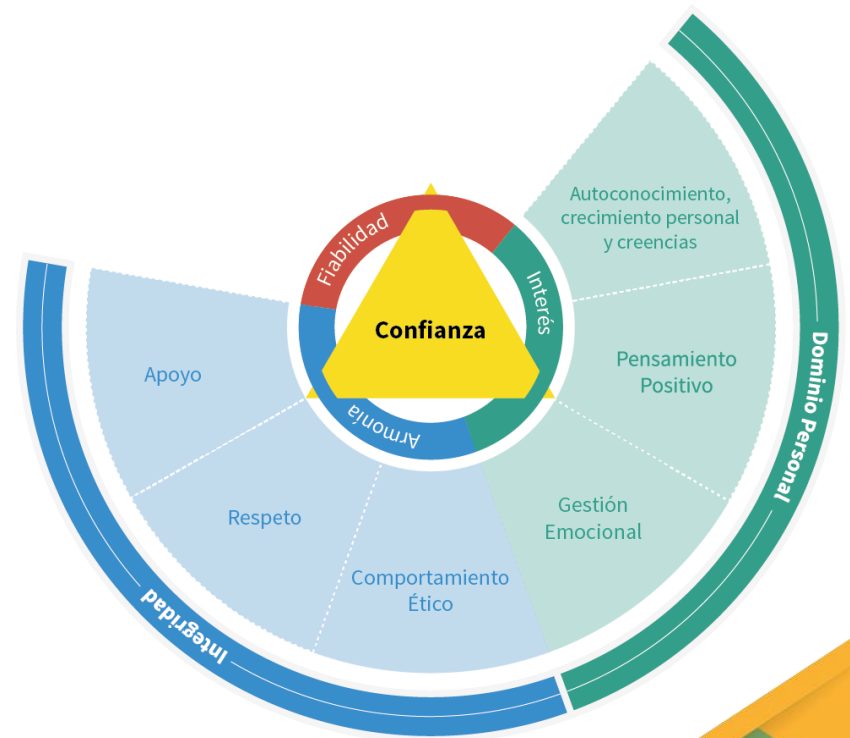 Autoconocimiento,
crecimiento personal
y creencias
Fiabilidad
Interés
Confianza
Armonía
Pensamiento
Positivo
Dominio Personal
Apoyo
Gestión
Emocional
Respeto
Comportamiento
Ético
Integridad